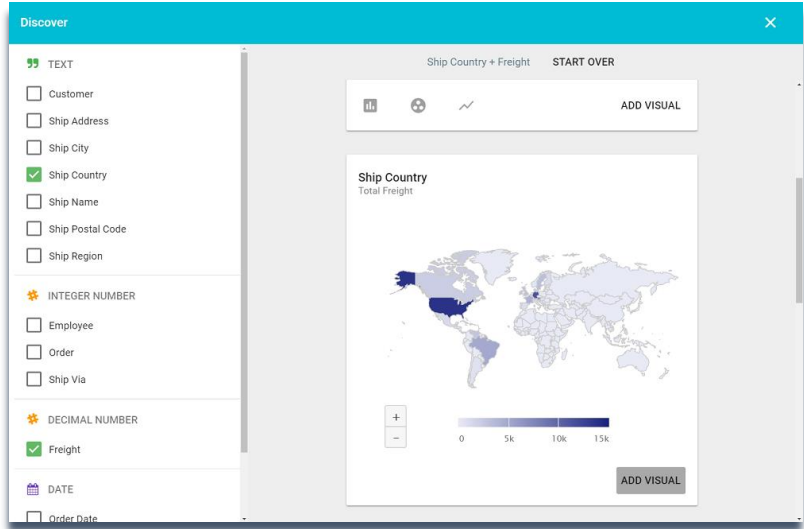 Discover
TEXT
Customer
Ship Address
Ship City
Ship Country
Ship Name
Ship Postal Code
Ship Region
INTEGER NUMBER
Employee
Order
Ship Via
DECIMAL NUMBER
Freight
DATE
Order Date
Ship Country + Freight START OVER
ADD VISUAL
Ship Country
Total Freight
+
−
0 5k 10k 15k
ADD VISUAL